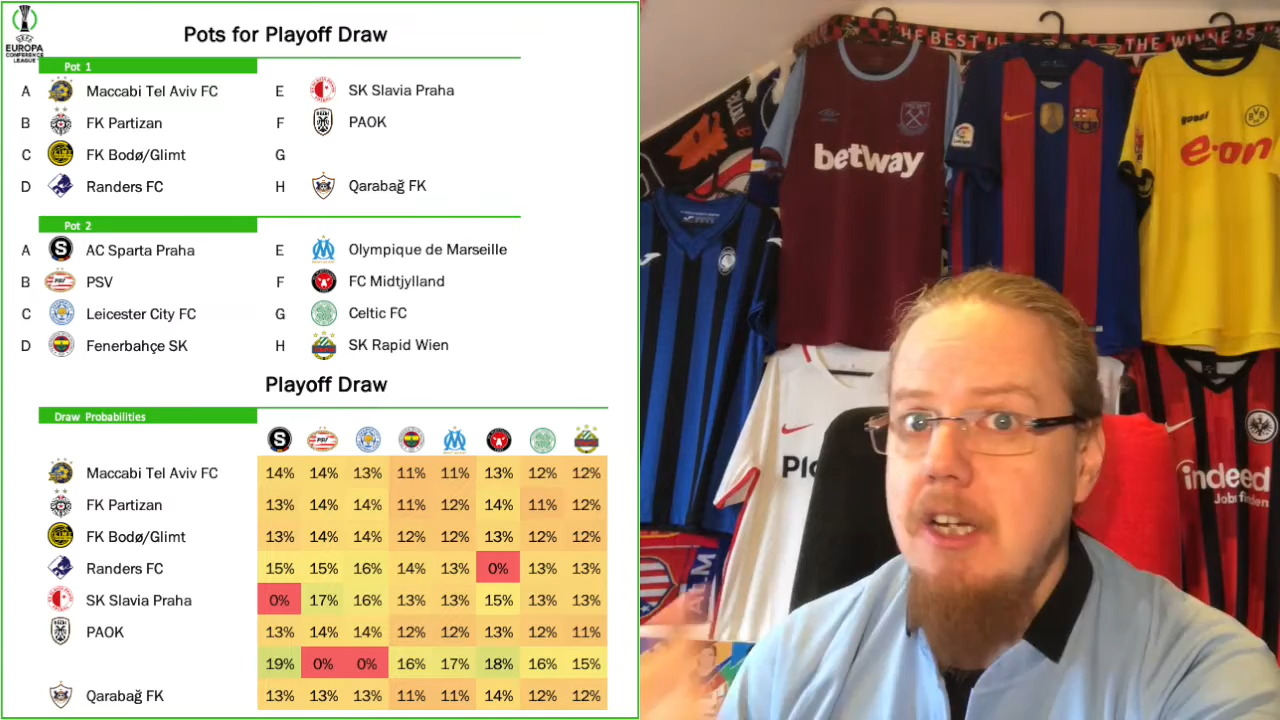 UEFA
EUROPA
CONFERENCE
LEAGUE
Pots for Playoff Draw
Pot 1
A Maccabi Tel Aviv FC E SK Slavia Praha
B FK Partizan F PAOK
C FK Bodø/Glimt G
D Randers FC H Qarabağ FK
Pot 2
A AC Sparta Praha E Olympique de Marseille
B PSV F FC Midtjylland
C Leicester City FC G Celtic FC
D Fenerbahçe SK H SK Rapid Wien
Playoff Draw
Draw Probabilities
Maccabi Tel Aviv FC 14% 14% 13% 11% 11% 13% 12% 12%
FK Partizan 13% 14% 14% 11% 12% 14% 11% 12%
FK Bodø/Glimt 13% 14% 14% 12% 12% 13% 12% 12%
Randers FC 15% 15% 16% 14% 13% 0% 13% 13%
SK Slavia Praha 0% 17% 16% 13% 13% 15% 13% 13%
PAOK 13% 14% 14% 12% 12% 13% 12% 11%
19% 0% 0% 16% 17% 18% 16% 15%
Qarabağ FK 13% 13% 13% 11% 11% 14% 12% 12%
THE BEST
THE WINNERS
betway
BVB
e·on
indeed
Jobs finden